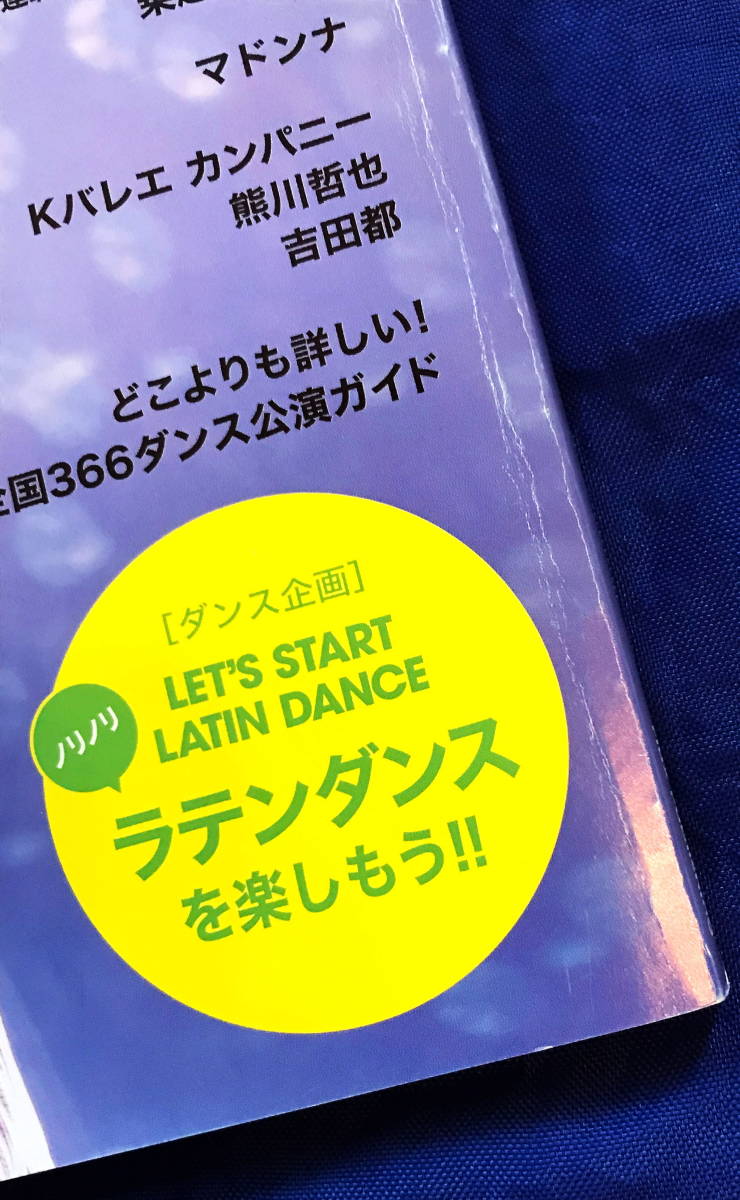 マドンナ
Kバレエ カンパニー
熊川哲也
吉田都
どこよりも詳しい!
全国366ダンス公演ガイド
[ダンス企画]
LET'S START
LATIN DANCE
ノリノリ
ラテンダンス
を楽しもう!!